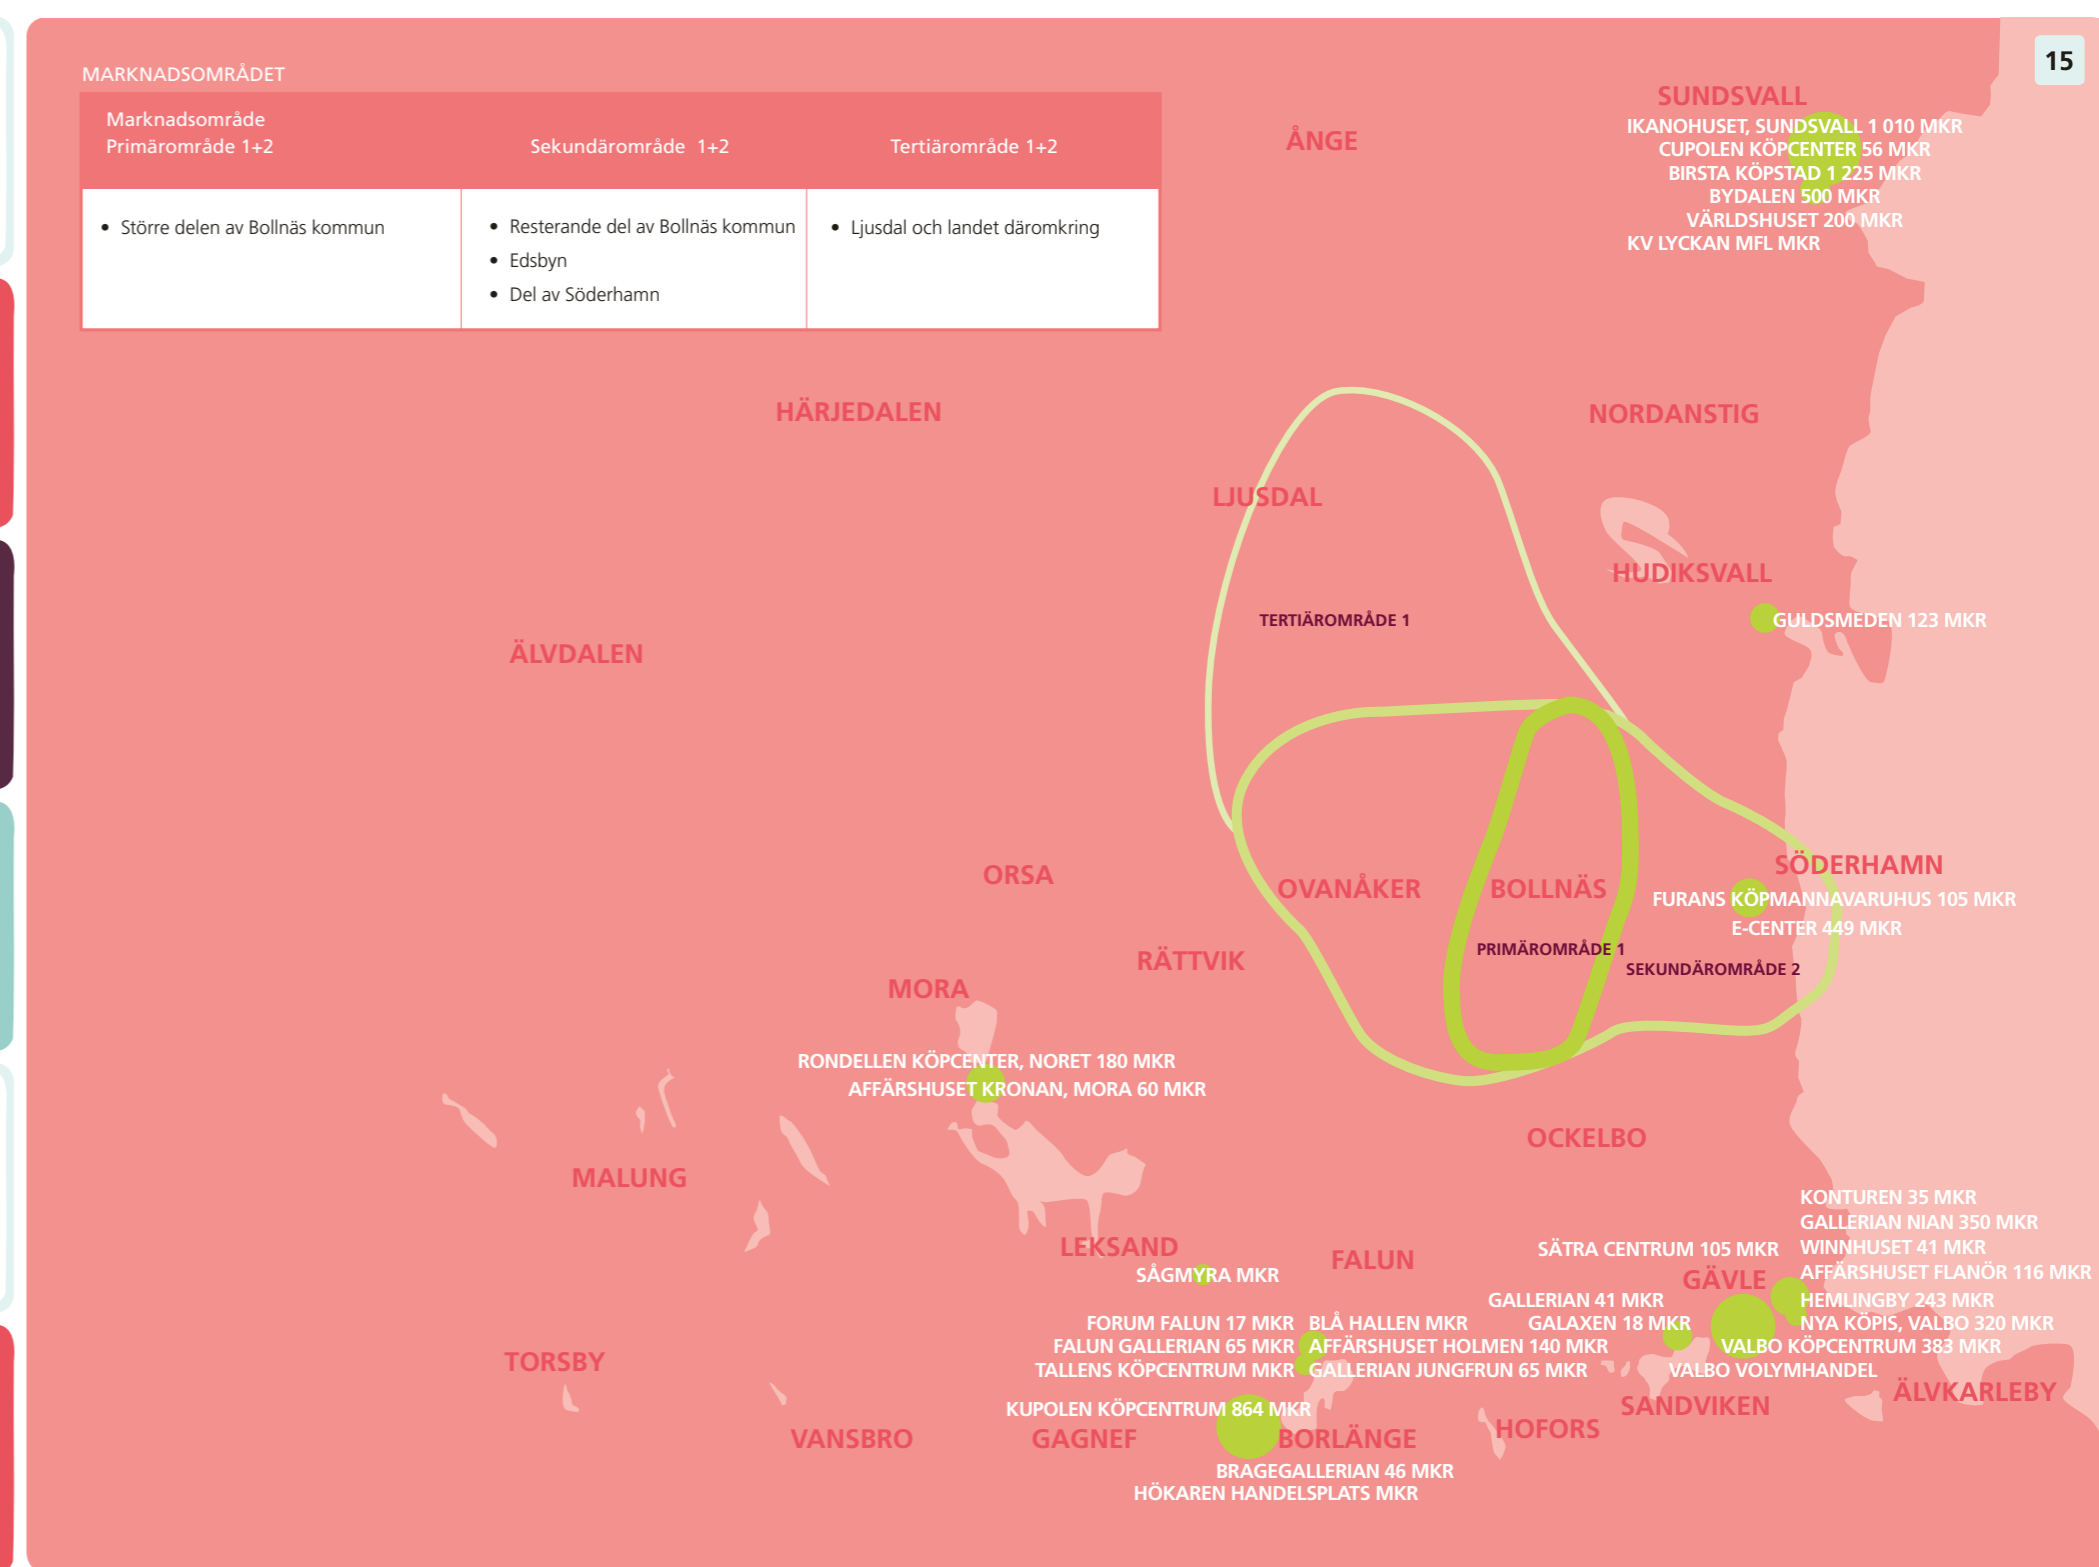 15
MARKNADSOMRÅDET
Marknadsområde
Primärområde 1+2
Sekundärområde 1+2
Tertiärområde 1+2
• Större delen av Bollnäs kommun
• Resterande del av Bollnäs kommun
• Edsbyn
• Del av Söderhamn
• Ljusdal och landet däromkring
SUNDSVALL
IKANOHUSET, SUNDSVALL 1 010 MKR
CUPOLEN KÖPCENTER 56 MKR
BIRSTA KÖPSTAD 1 225 MKR
BYDALEN 500 MKR
VÄRLDSHUSET 200 MKR
KV LYCKAN MFL MKR
ÅNGE
HÄRJEDALEN
NORDANSTIG
LJUSDAL
HUDIKSVALL
GULDSMEDEN 123 MKR
TERTIÄROMRÅDE 1
ÄLVDALEN
ORSA
OVANÅKER
BOLLNÄS
SÖDERHAMN
FURANS KÖPMANNAVARUHUS 105 MKR
E-CENTER 449 MKR
PRIMÄROMRÅDE 1
SEKUNDÄROMRÅDE 2
RÄTTVIK
MORA
RONDELLEN KÖPCENTER, NORET 180 MKR
AFFÄRSHUSET KRONAN, MORA 60 MKR
OCKELBO
MALUNG
LEKSAND
SÅGMYRA MKR
FALUN
FORUM FALUN 17 MKR
FALUN GALLERIAN 65 MKR
TALLENS KÖPCENTRUM MKR
BLÅ HALLEN MKR
AFFÄRSHUSET HOLMEN 140 MKR
GALLERIAN JUNGFRUN 65 MKR
KONTUREN 35 MKR
GALLERIAN NIAN 350 MKR
WINNHUSET 41 MKR
AFFÄRSHUSET FLANÖR 116 MKR
HEMLINGBY 243 MKR
NYA KÖPIS, VALBO 320 MKR
VALBO KÖPCENTRUM 383 MKR
VALBO VOLYMHANDEL
SÄTRA CENTRUM 105 MKR
GÄVLE
GALLERIAN 41 MKR
GALAXEN 18 MKR
SANDVIKEN
ÄLVKARLEBY
HOFORS
TORSBY
VANSBRO
GAGNEF
KUPOLEN KÖPCENTRUM 864 MKR
BORLÄNGE
BRAGEGALLERIAN 46 MKR
HÖKAREN HANDELSPLATS MKR